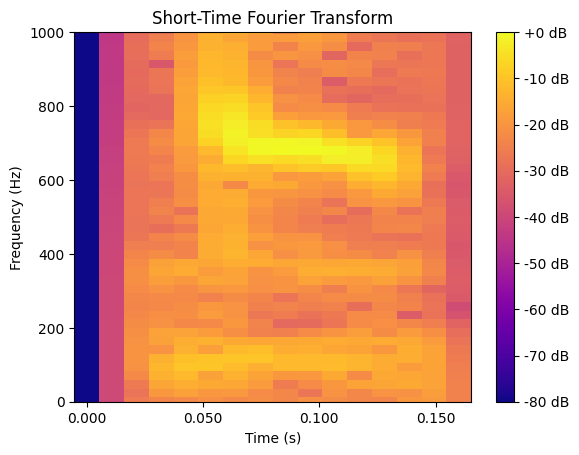 Short-Time Fourier Transform
1000
800
600
400
200
0
Frequency (Hz)
0.000
0.050
0.100
0.150
Time (s)
+0 dB
-10 dB
-20 dB
-30 dB
-40 dB
-50 dB
-60 dB
-70 dB
-80 dB